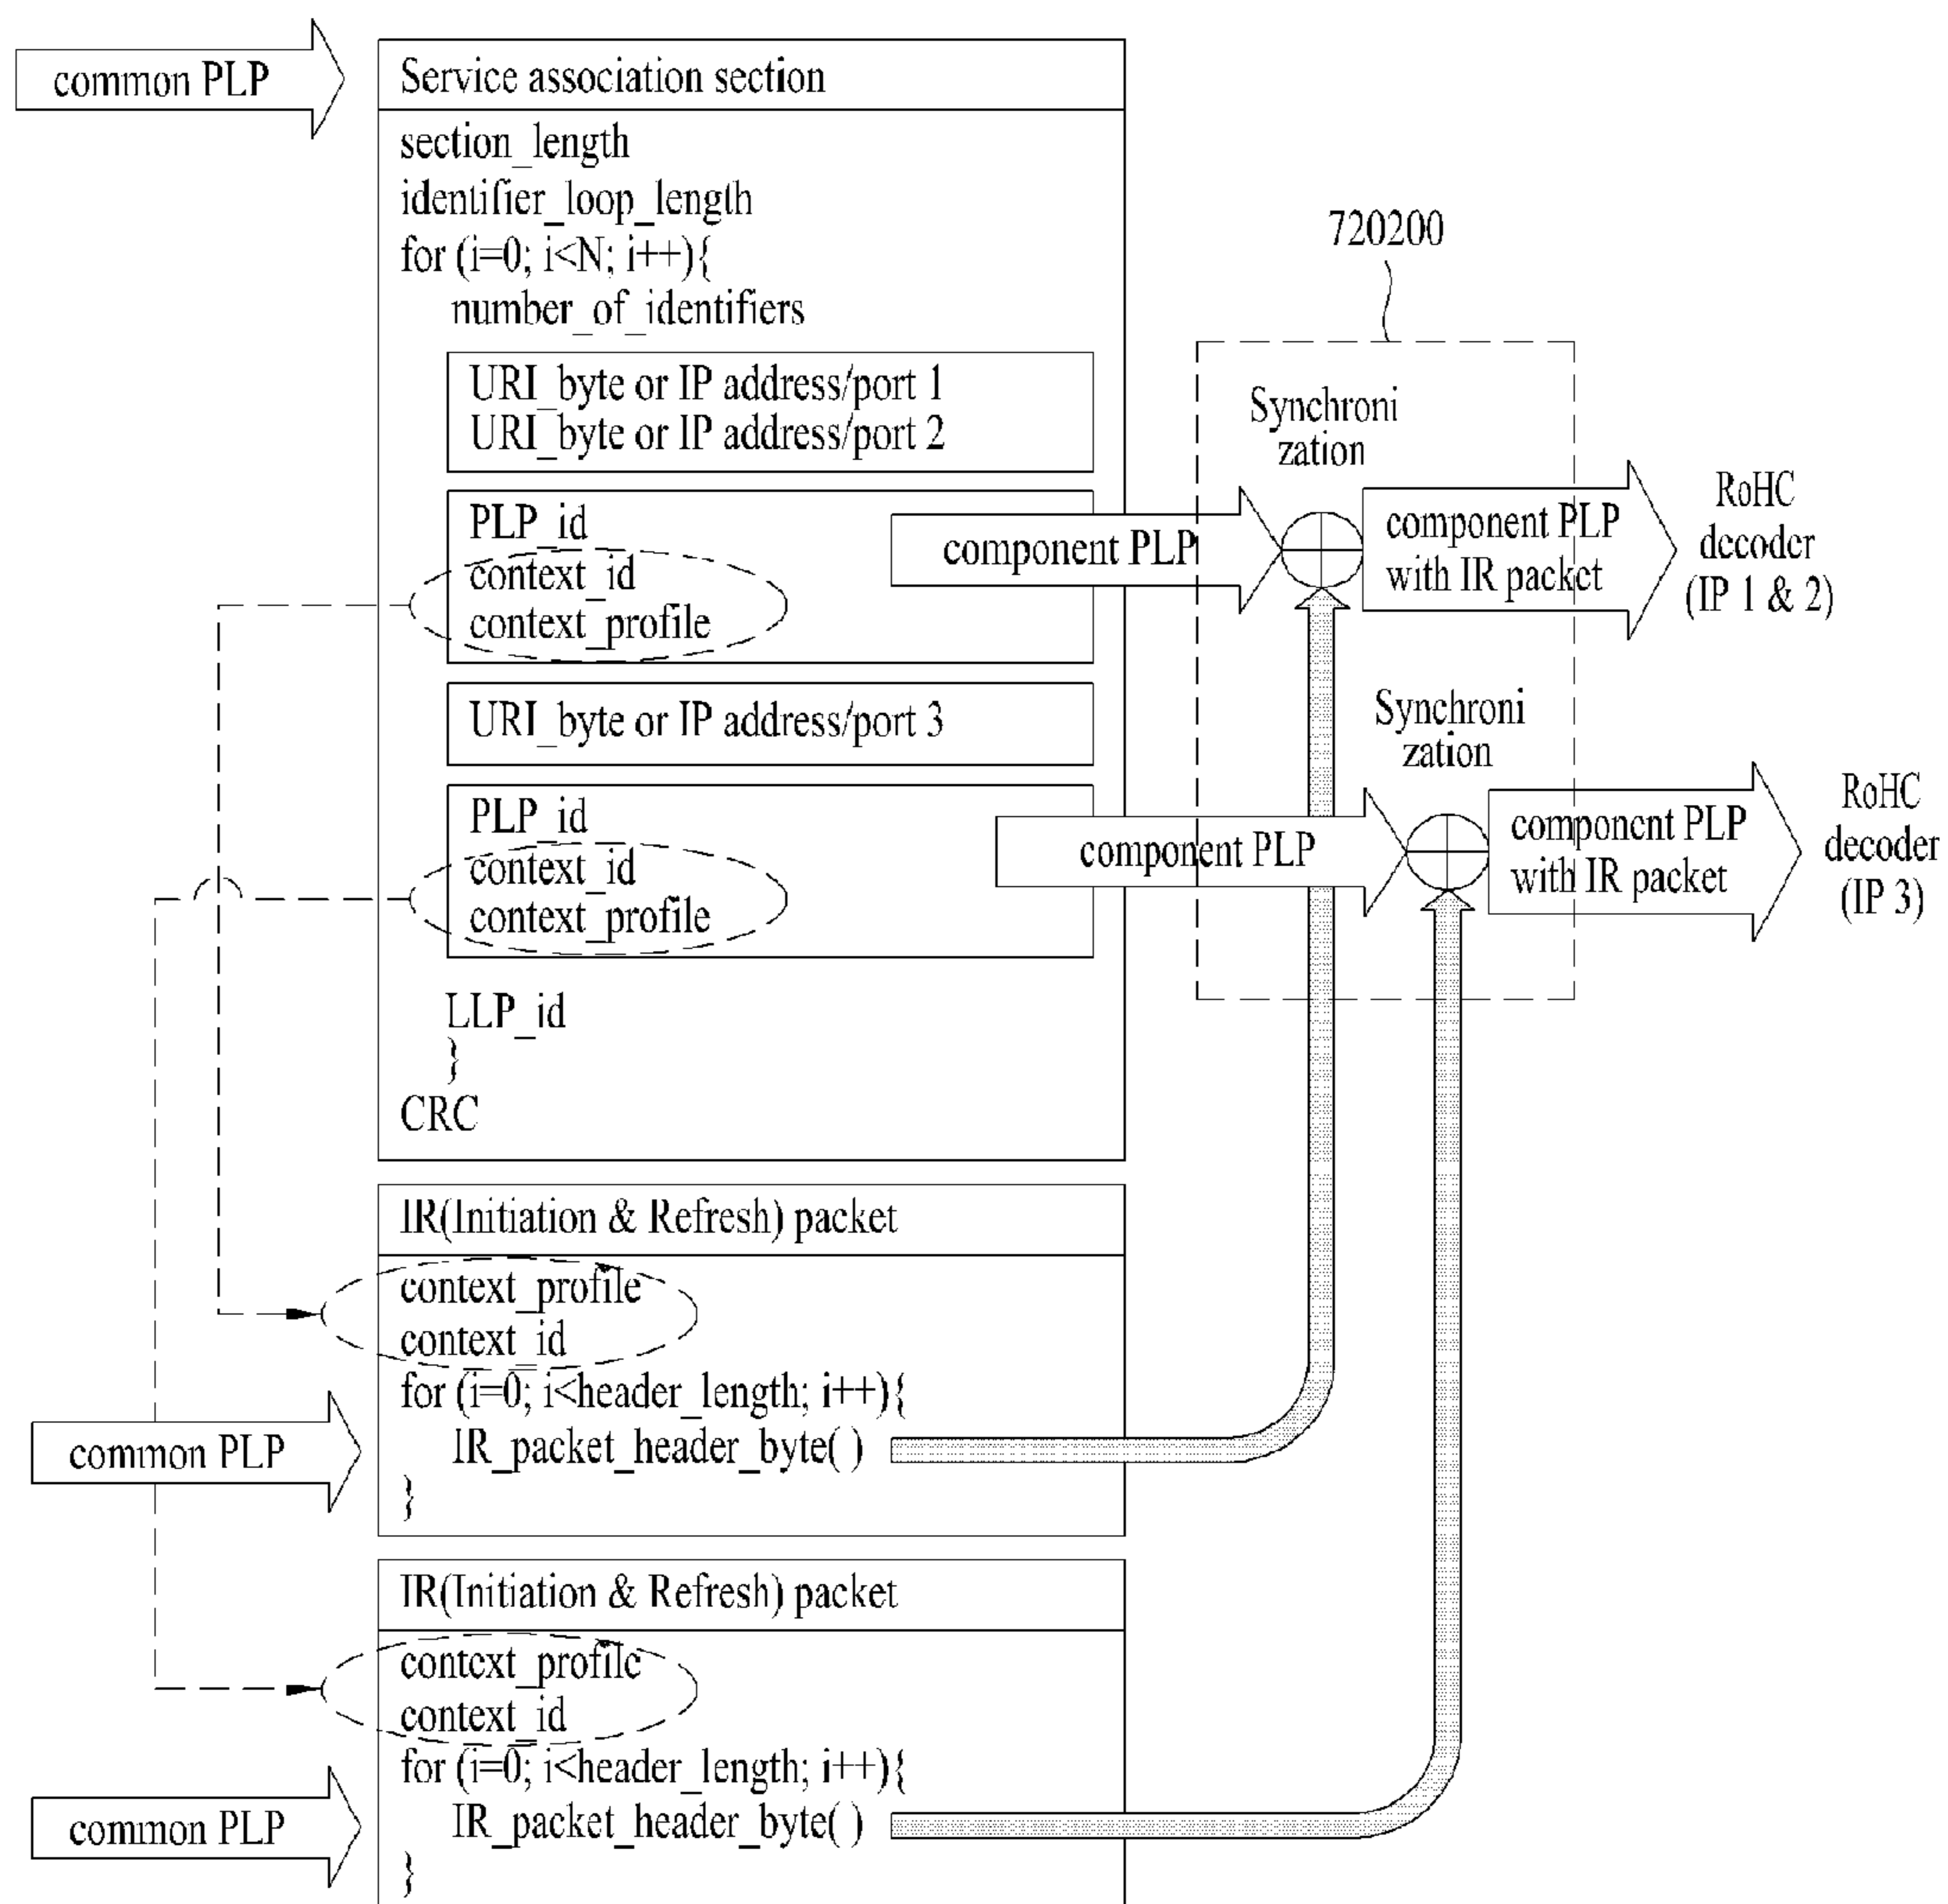 common PLP
Service association section
section_length
identifier_loop_length
for (i=0; i<N; i++){
number_of_identifiers
URI_byte or IP address/port 1
URI_byte or IP address/port 2
PLP_id
context_id
context_profile
URI_byte or IP address/port 3
PLP_id
context_id
context_profile
LLP_id
}
CRC
720200
Synchroni
zation
component PLP
component PLP
with IR packet
RoHC
decoder
(IP 1 & 2)
Synchroni
zation
component PLP
component PLP
with IR packet
RoHC
decoder
(IP 3)
IR(Initiation & Refresh) packet
context_profile
context_id
for (i=0; i<header_length; i++){
common PLP
IR_packet_header_byte( )
}
IR(Initiation & Refresh) packet
context_profile
context_id
for (i=0; i<header_length; i++){
common PLP
IR_packet_header_byte( )
}